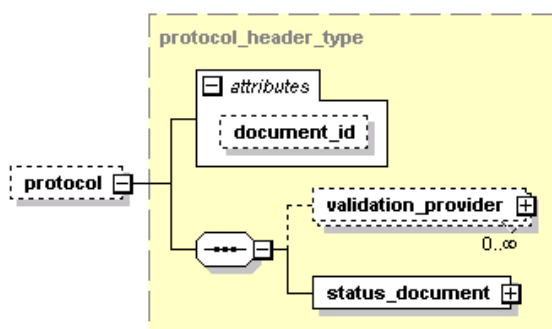 protocol_header_type
attributes
document_id
protocol
validation_provider
0..∞
status_document